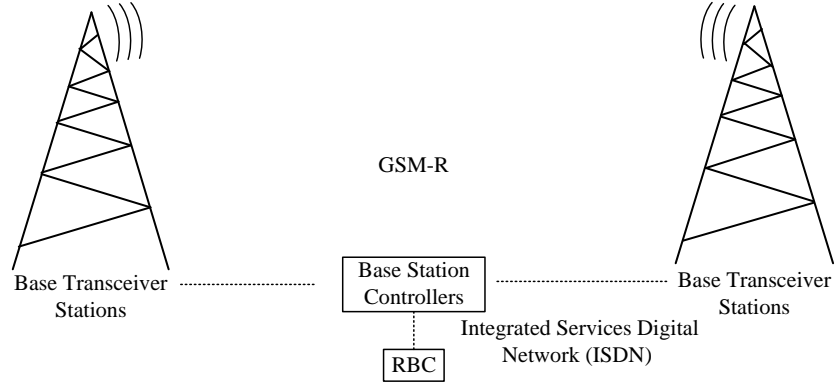 GSM-R
Base Transceiver
Stations
Base Station
Controllers
Base Transceiver
Stations
Integrated Services Digital
Network (ISDN)
RBC